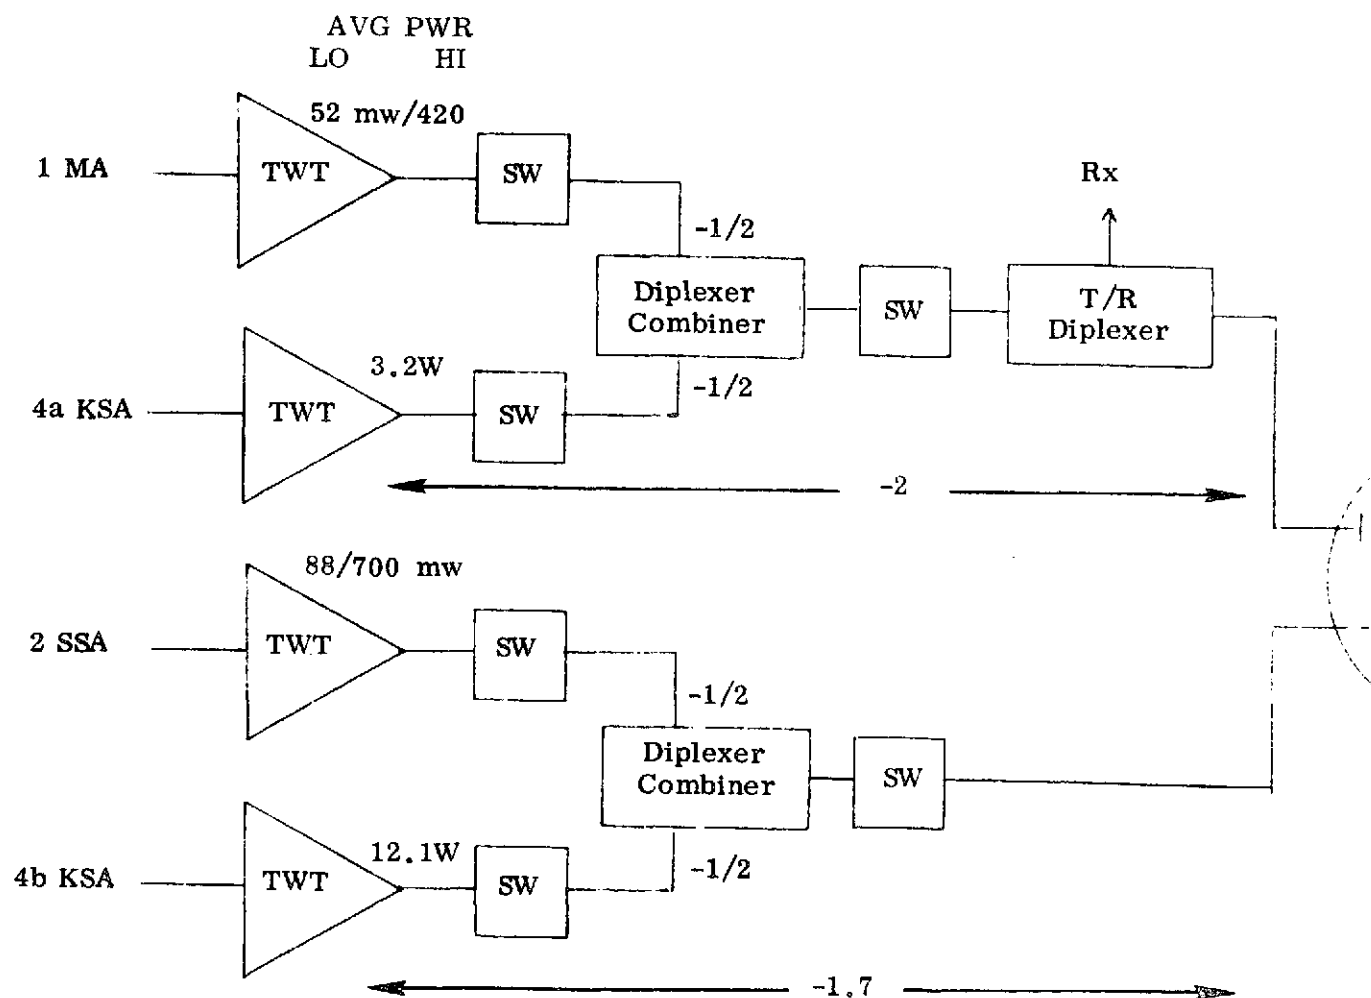 AVG PWR
LO HI
52 mw/420
1 MA
TWT
SW
Rx
-1/2
Diplexer
Combiner
SW
T/R
Diplexer
3.2W
-1/2
4a KSA
TWT
SW
-2
88/700 mw
2 SSA
TWT
SW
-1/2
Diplexer
Combiner
SW
12.1W
-1/2
4b KSA
TWT
SW
-1.7